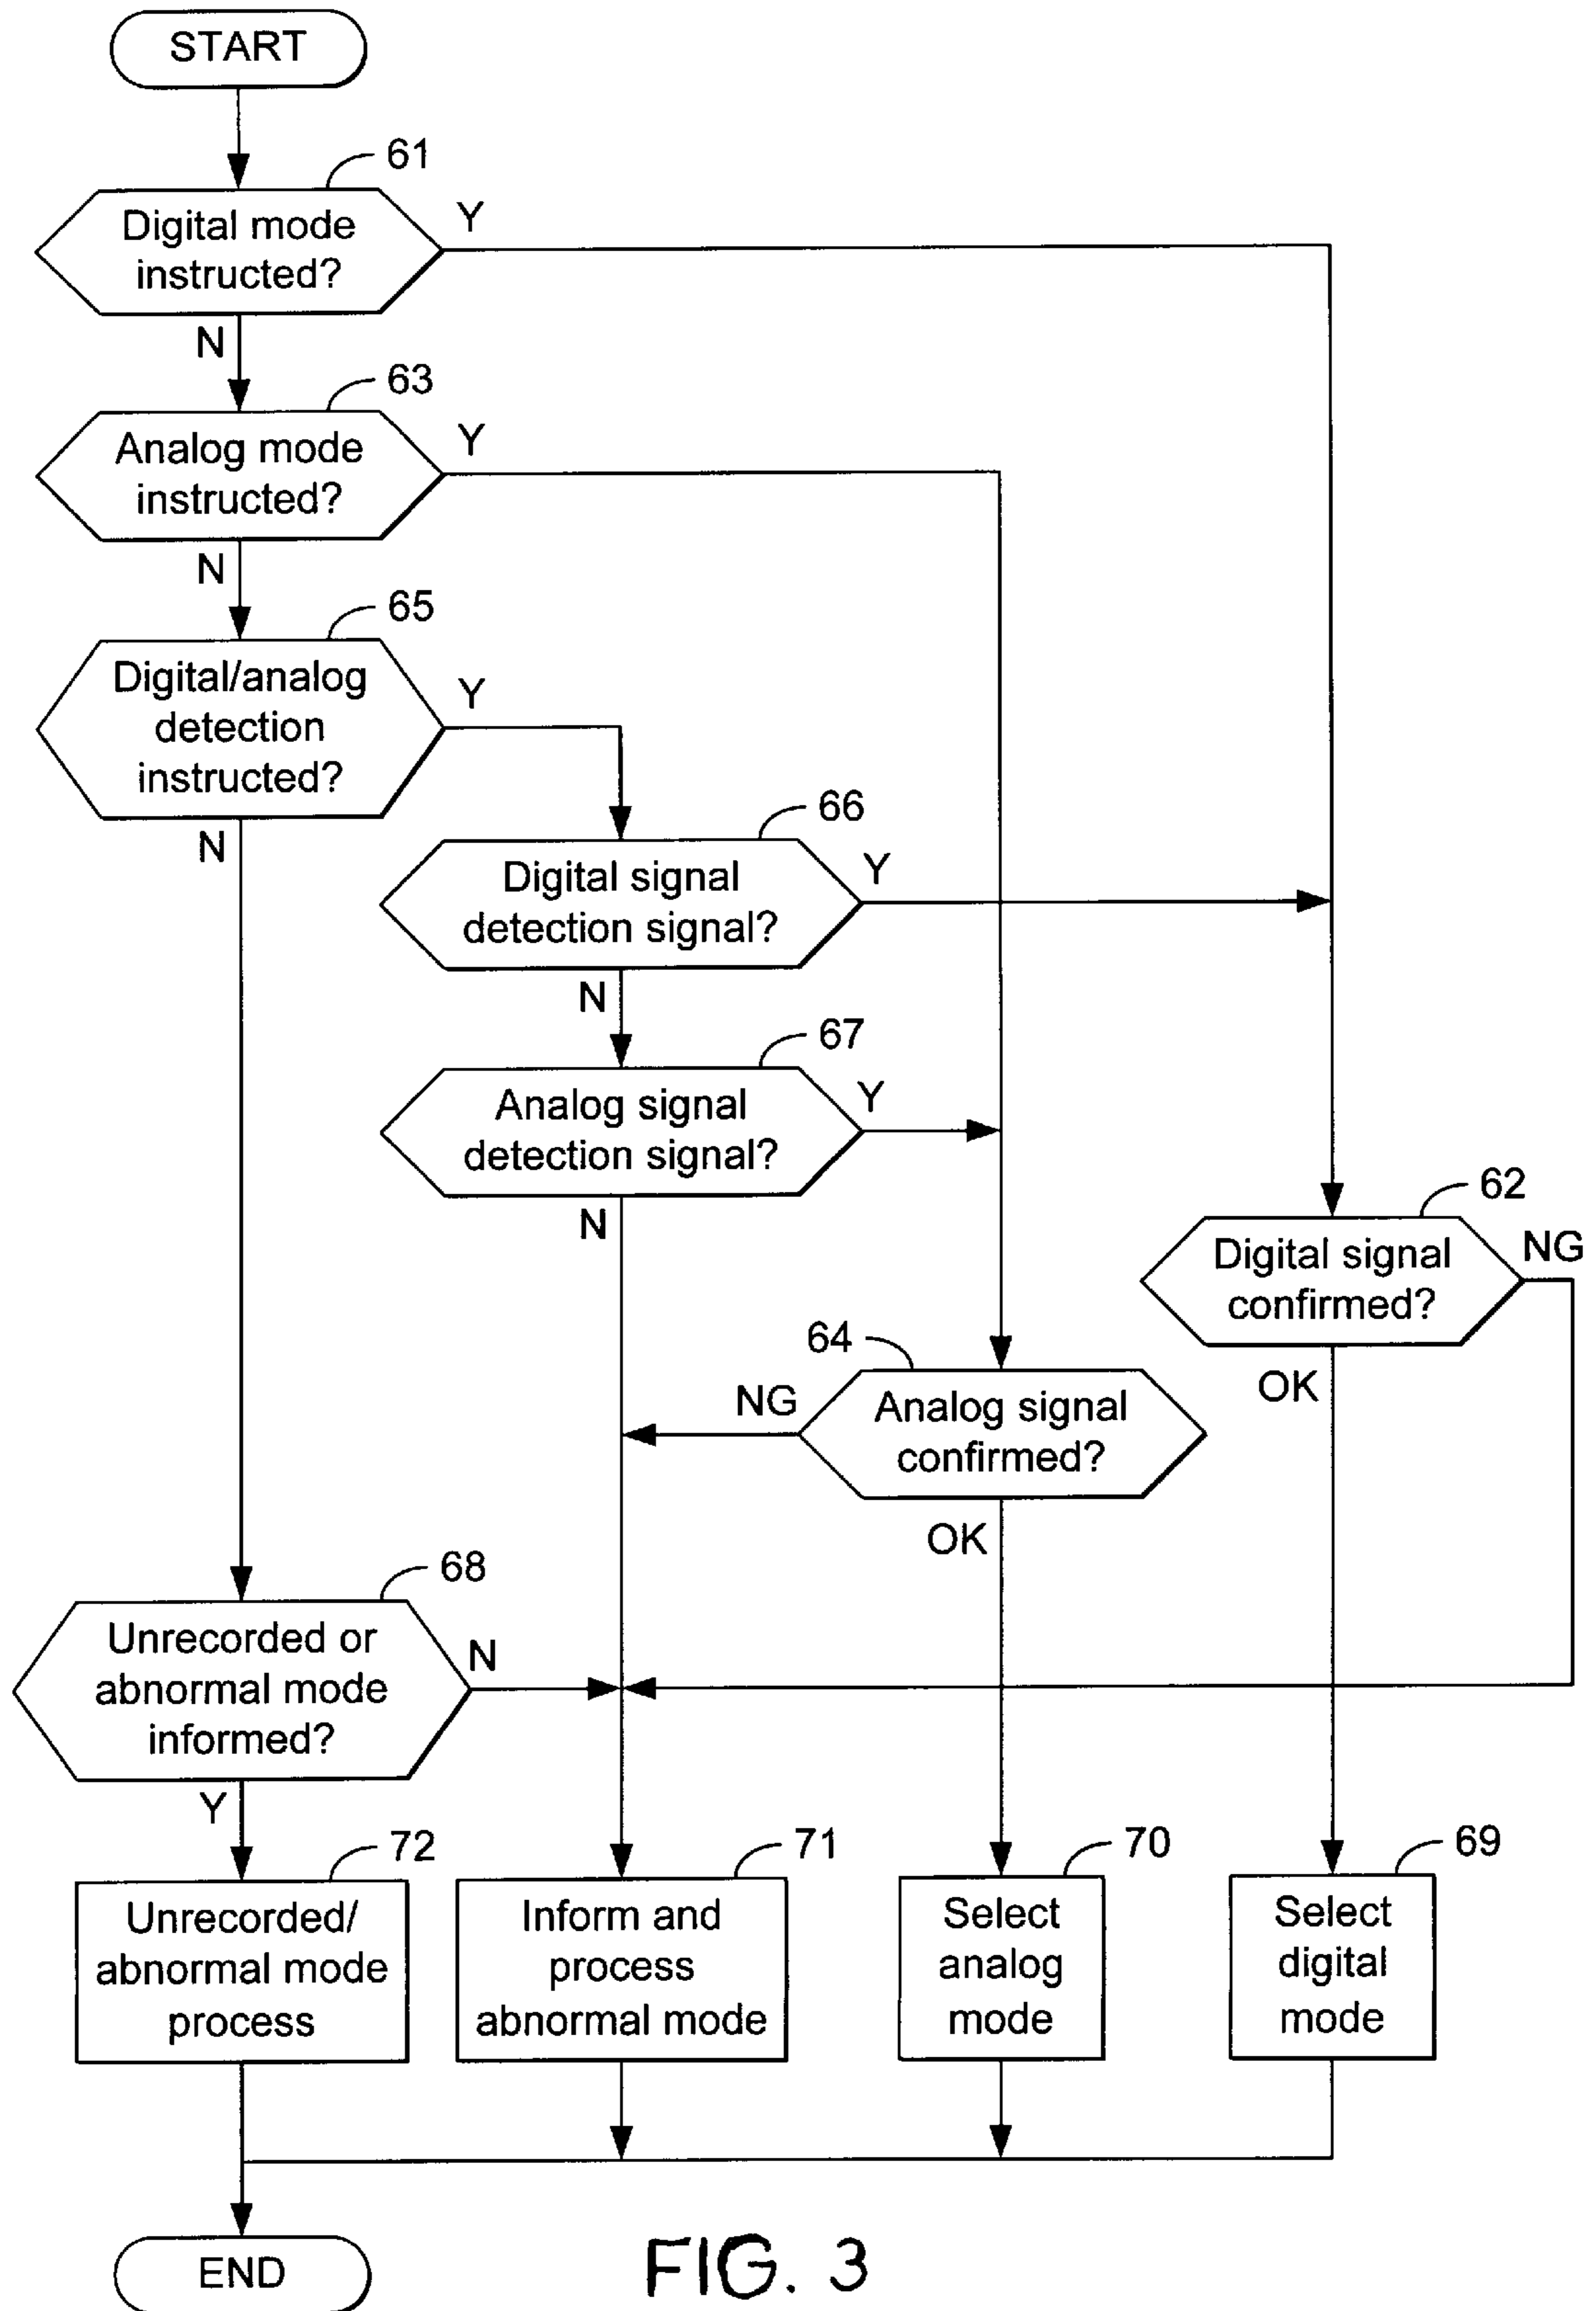 START
61
Digital mode
instructed?
Y
N
63
Analog mode
instructed?
Y
N
65
Digital/analog
detection
instructed?
Y
N
66
Digital signal
detection signal?
Y
N
67
Analog signal
detection signal?
Y
N
62
Digital signal
confirmed?
NG
OK
64
Analog signal
confirmed?
NG
OK
68
Unrecorded or
abnormal mode
informed?
N
Y
72
Unrecorded/
abnormal mode
process
71
Inform and
process
abnormal mode
70
Select
analog
mode
69
Select
digital
mode
END
FIG. 3